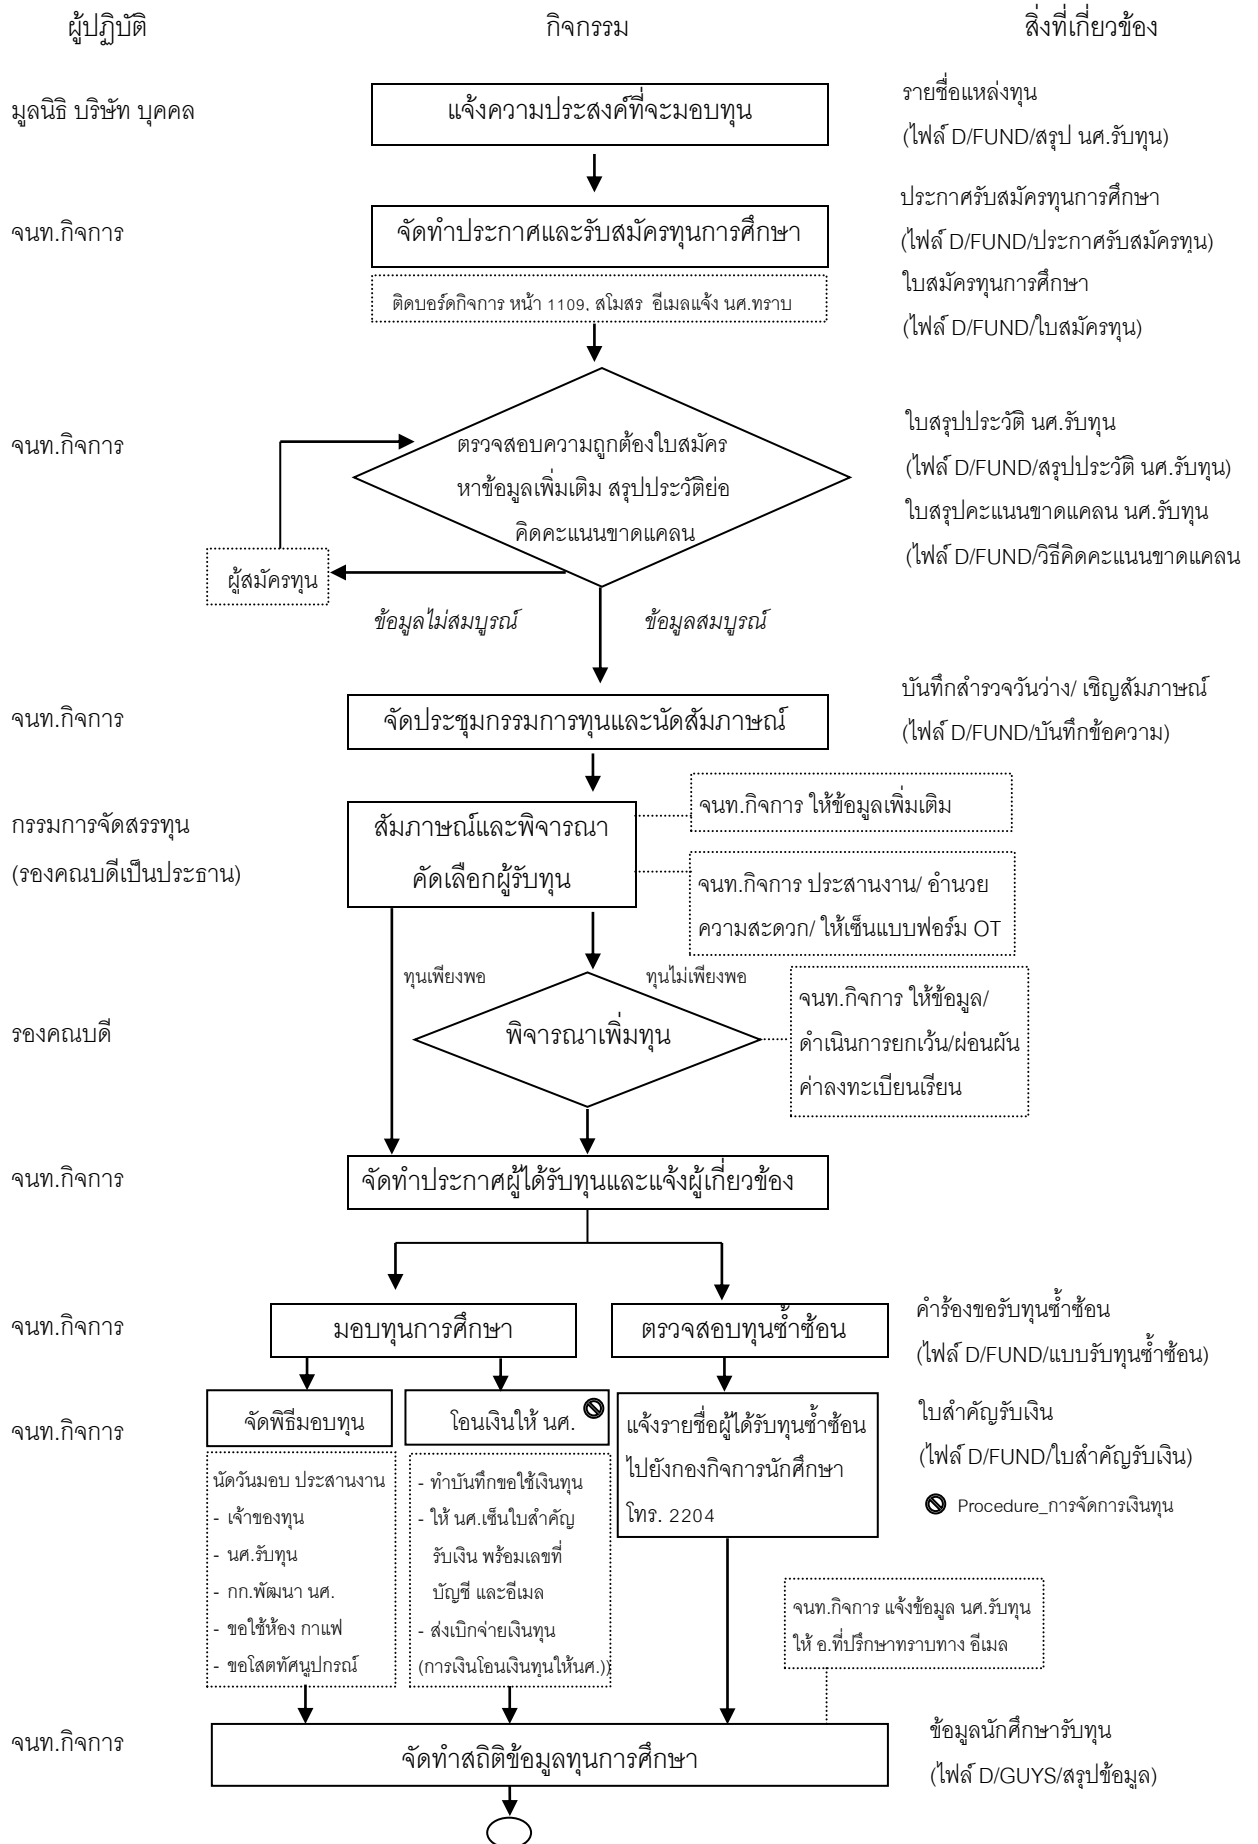 ผู้ปฏิบัติ
กิจกรรม
สิ่งที่เกี่ยวข้อง
มูลนิธิ บริษัท บุคคล
แจ้งความประสงค์ที่จะมอบทุน
รายชื่อแหล่งทุน
(ไฟล์ D/FUND/สรุป นศ.รับทุน)
จนท.กิจการ
จัดทำประกาศและรับสมัครทุนการศึกษา
ติดบอร์ดกิจการ หน้า 1109, สโมสร อีเมลแจ้ง นศ.ทราบ
ประกาศรับสมัครทุนการศึกษา
(ไฟล์ D/FUND/ประกาศรับสมัครทุน)
ใบสมัครทุนการศึกษา
(ไฟล์ D/FUND/ใบสมัครทุน)
จนท.กิจการ
ตรวจสอบความถูกต้องใบสมัคร
หาข้อมูลเพิ่มเติม สรุปประวัติย่อ
คิดคะแนนขาดแคลน
ใบสรุปประวัติ นศ.รับทุน
(ไฟล์ D/FUND/สรุปประวัติ นศ.รับทุน)
ใบสรุปคะแนนขาดแคลน นศ.รับทุน
(ไฟล์ D/FUND/วิธีคิดคะแนนขาดแคลน
ผู้สมัครทุน
ข้อมูลไม่สมบูรณ์
ข้อมูลสมบูรณ์
จนท.กิจการ
จัดประชุมกรรมการทุนและนัดสัมภาษณ์
บันทึกสำรวจวันว่าง/ เชิญสัมภาษณ์
(ไฟล์ D/FUND/บันทึกข้อความ)
กรรมการจัดสรรทุน
(รองคณบดีเป็นประธาน)
สัมภาษณ์และพิจารณา
คัดเลือกผู้รับทุน
จนท.กิจการ ให้ข้อมูลเพิ่มเติม
จนท.กิจการ ประสานงาน/ อำนวย
ความสะดวก/ ให้เซ็นแบบฟอร์ม OT
ทุนเพียงพอ
ทุนไม่เพียงพอ
รองคณบดี
พิจารณาเพิ่มทุน
จนท.กิจการ ให้ข้อมูล/
ดำเนินการยกเว้น/ผ่อนผัน
ค่าลงทะเบียนเรียน
จนท.กิจการ
จัดทำประกาศผู้ได้รับทุนและแจ้งผู้เกี่ยวข้อง
จนท.กิจการ
มอบทุนการศึกษา
ตรวจสอบทุนซ้ำซ้อน
คำร้องขอรับทุนซ้ำซ้อน
(ไฟล์ D/FUND/แบบรับทุนซ้ำซ้อน)
จนท.กิจการ
จัดพิธีมอบทุน
โอนเงินให้ นศ.
แจ้งรายชื่อผู้ได้รับทุนซ้ำซ้อน
ไปยังกองกิจการนักศึกษา
โทร. 2204
ใบสำคัญรับเงิน
(ไฟล์ D/FUND/ใบสำคัญรับเงิน)
Procedure_การจัดการเงินทุน
นัดวันมอบ ประสานงาน
- เจ้าของทุน
- นศ.รับทุน
- กก.พัฒนา นศ.
- ขอใช้ห้อง กาแฟ
- ขอโสตทัศนูปกรณ์
- ทำบันทึกขอใช้เงินทุน
- ให้ นศ.เซ็นใบสำคัญ
รับเงิน พร้อมเลขที่
บัญชี และอีเมล
- ส่งเบิกจ่ายเงินทุน
(การเงินโอนเงินทุนให้นศ.))
จนท.กิจการ แจ้งข้อมูล นศ.รับทุน
ให้ อ.ที่ปรึกษาทราบทาง อีเมล
จนท.กิจการ
จัดทำสถิติข้อมูลทุนการศึกษา
ข้อมูลนักศึกษารับทุน
(ไฟล์ D/GUYS/สรุปข้อมูล)